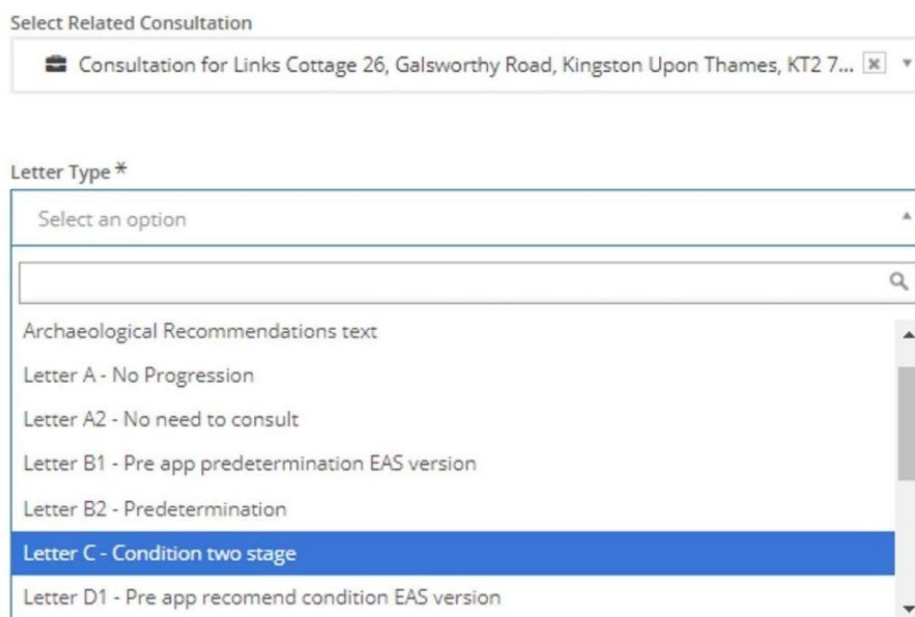 Select Related Consultation
Consultation for Links Cottage 26, Galsworthy Road, Kingston Upon Thames, KT2 7...
Letter Type *
Select an option
Archaeological Recommendations text
Letter A - No Progression
Letter A2 - No need to consult
Letter B1 - Pre app predetermination EAS version
Letter B2 - Predetermination
Letter C - Condition two stage
Letter D1 - Pre app recomend condition EAS version